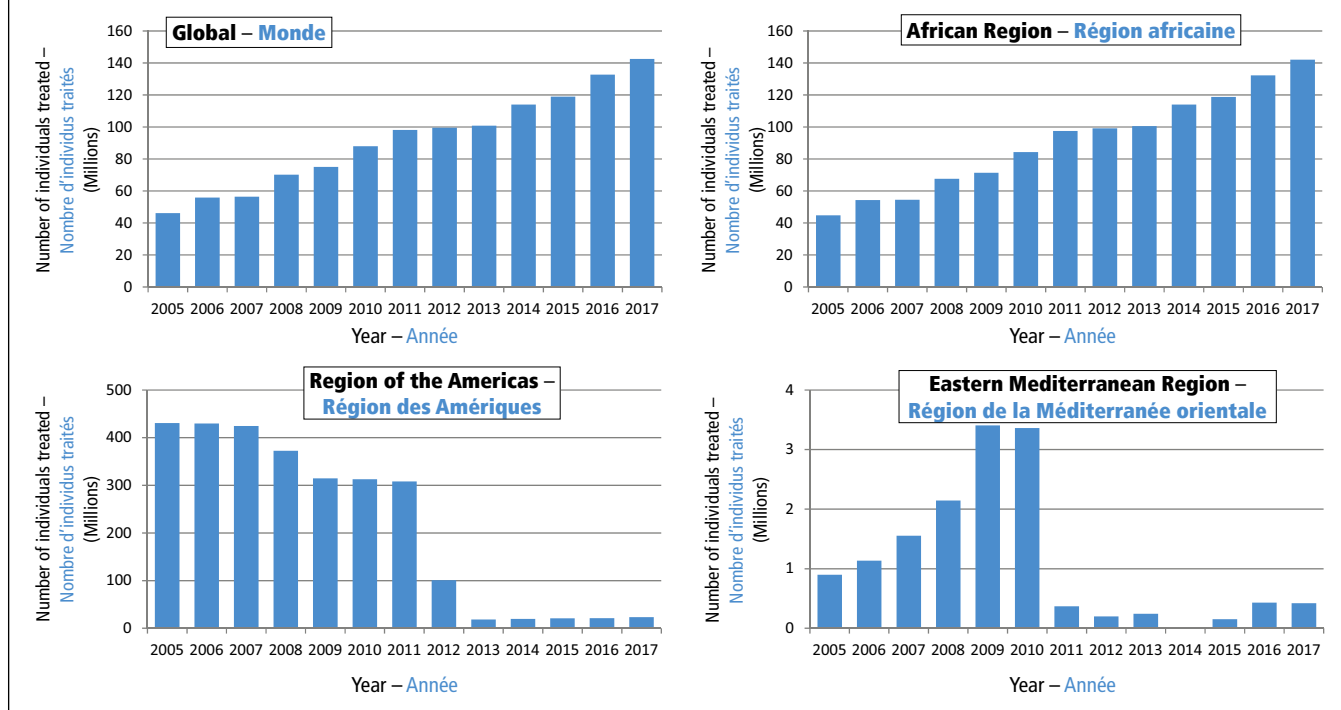 Global – Monde
Number of individuals treated –
Nombre d'individus traités
(Millions)
160
140
120
100
80
60
40
20
0
2005 2006 2007 2008 2009 2010 2011 2012 2013 2014 2015 2016 2017
Year – Année
African Region – Région africaine
Number of individuals treated –
Nombre d'individus traités
(Millions)
160
140
120
100
80
60
40
20
0
2005 2006 2007 2008 2009 2010 2011 2012 2013 2014 2015 2016 2017
Year – Année
Region of the Americas –
Région des Amériques
Number of individuals treated –
Nombre d'individus traités
(Millions)
500
400
300
200
100
0
2005 2006 2007 2008 2009 2010 2011 2012 2013 2014 2015 2016 2017
Year – Année
Eastern Mediterranean Region –
Région de la Méditerranée orientale
Number of individuals treated –
Nombre d'individus traités
(Millions)
4
3
2
1
0
2005 2006 2007 2008 2009 2010 2011 2012 2013 2014 2015 2016 2017
Year – Année